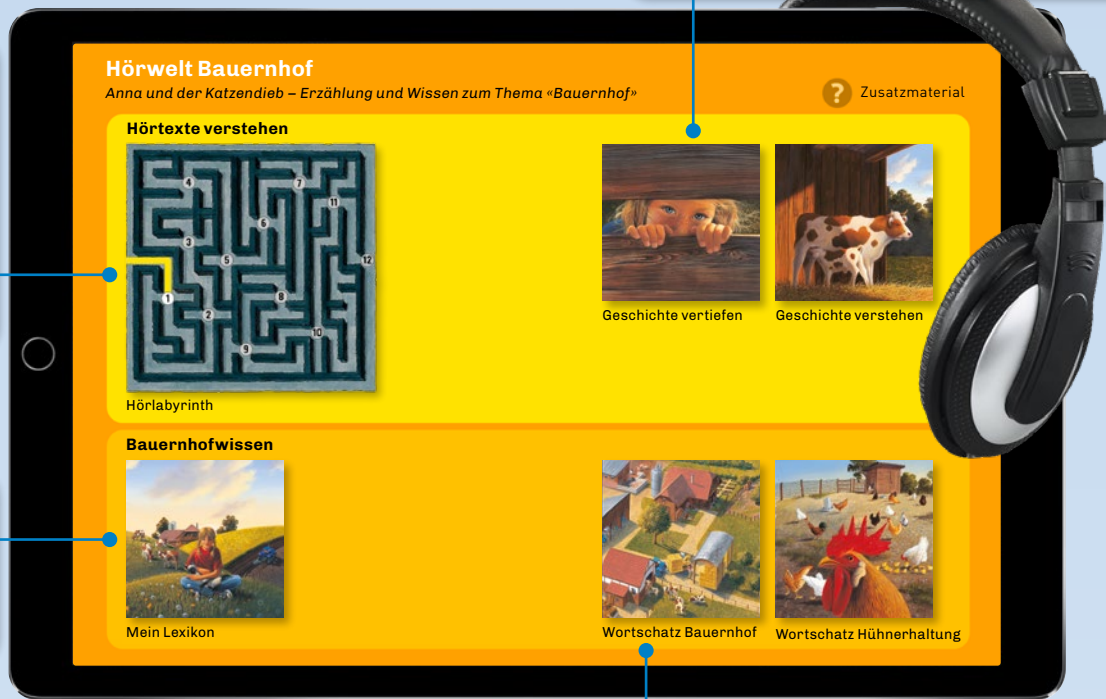 Hörwelt Bauernhof
Anna und der Katzendieb – Erzählung und Wissen zum Thema «Bauernhof»
? Zusatzmaterial
Hörtexte verstehen
4
7
11
6
3
5
12
1
8
2
10
9
Hörlabyrinth
Geschichte vertiefen
Geschichte verstehen
Bauernhofwissen
Mein Lexikon
Wortschatz Bauernhof
Wortschatz Hühnerhaltung